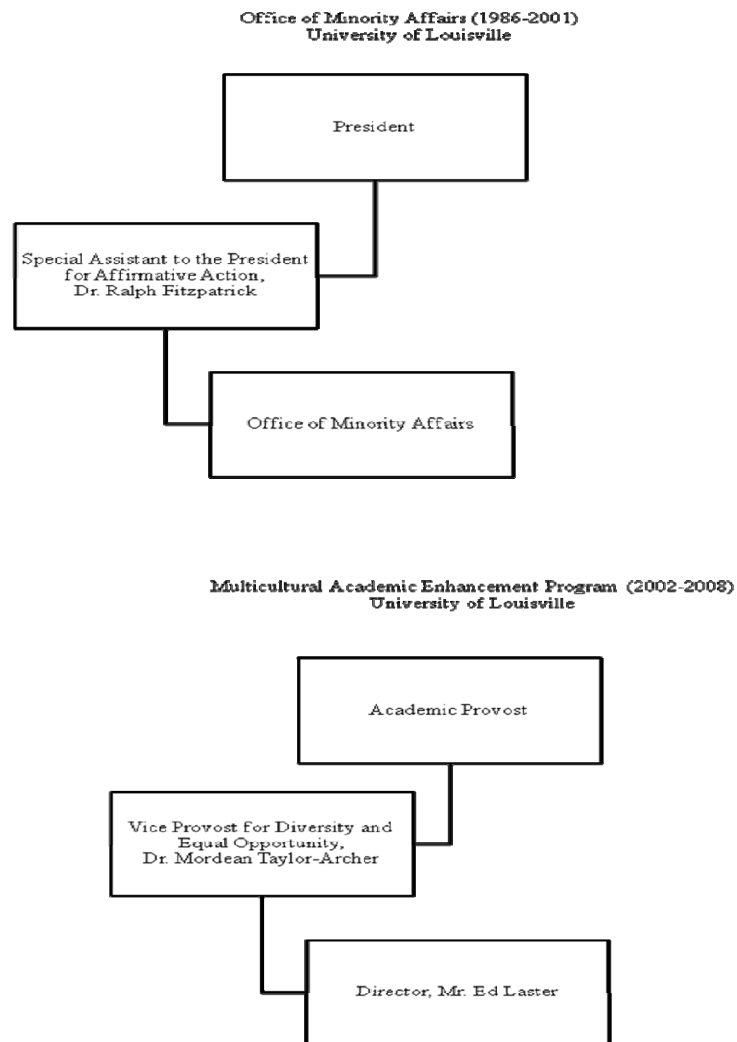 Office of Minority Affairs (1986-2001)
University of Louisville
President
Special Assistant to the President
for Affirmative Action,
Dr. Ralph Fitzpatrick
Office of Minority Affairs
Multicultural Academic Enhancement Program (2002-2008)
University of Louisville
Academic Provost
Vice Provost for Diversity and
Equal Opportunity,
Dr. Mordean Taylor-Archer
Director, Mr. Ed Laster